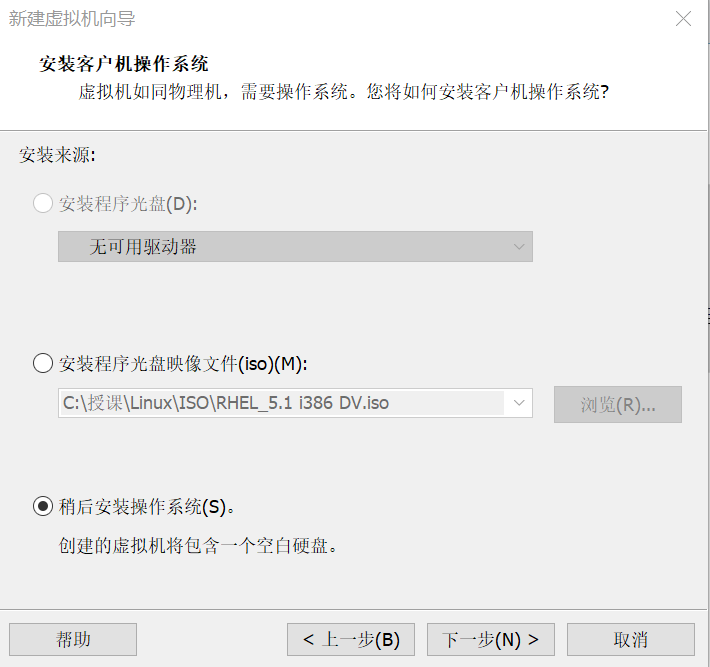 新建虚拟机向导
安装客户机操作系统
虚拟机如同物理机，需要操作系统。您将如何安装客户机操作系统?
安装来源:
安装程序光盘(D):
无可用驱动器
安装程序光盘映像文件(iso)(M):
C:\授课\Linux\ISO\RHEL_5.1 i386 DV.iso
浏览(R)...
稍后安装操作系统(S)。
创建的虚拟机将包含一个空白硬盘。
帮助
< 上一步(B)
下一步(N) >
取消